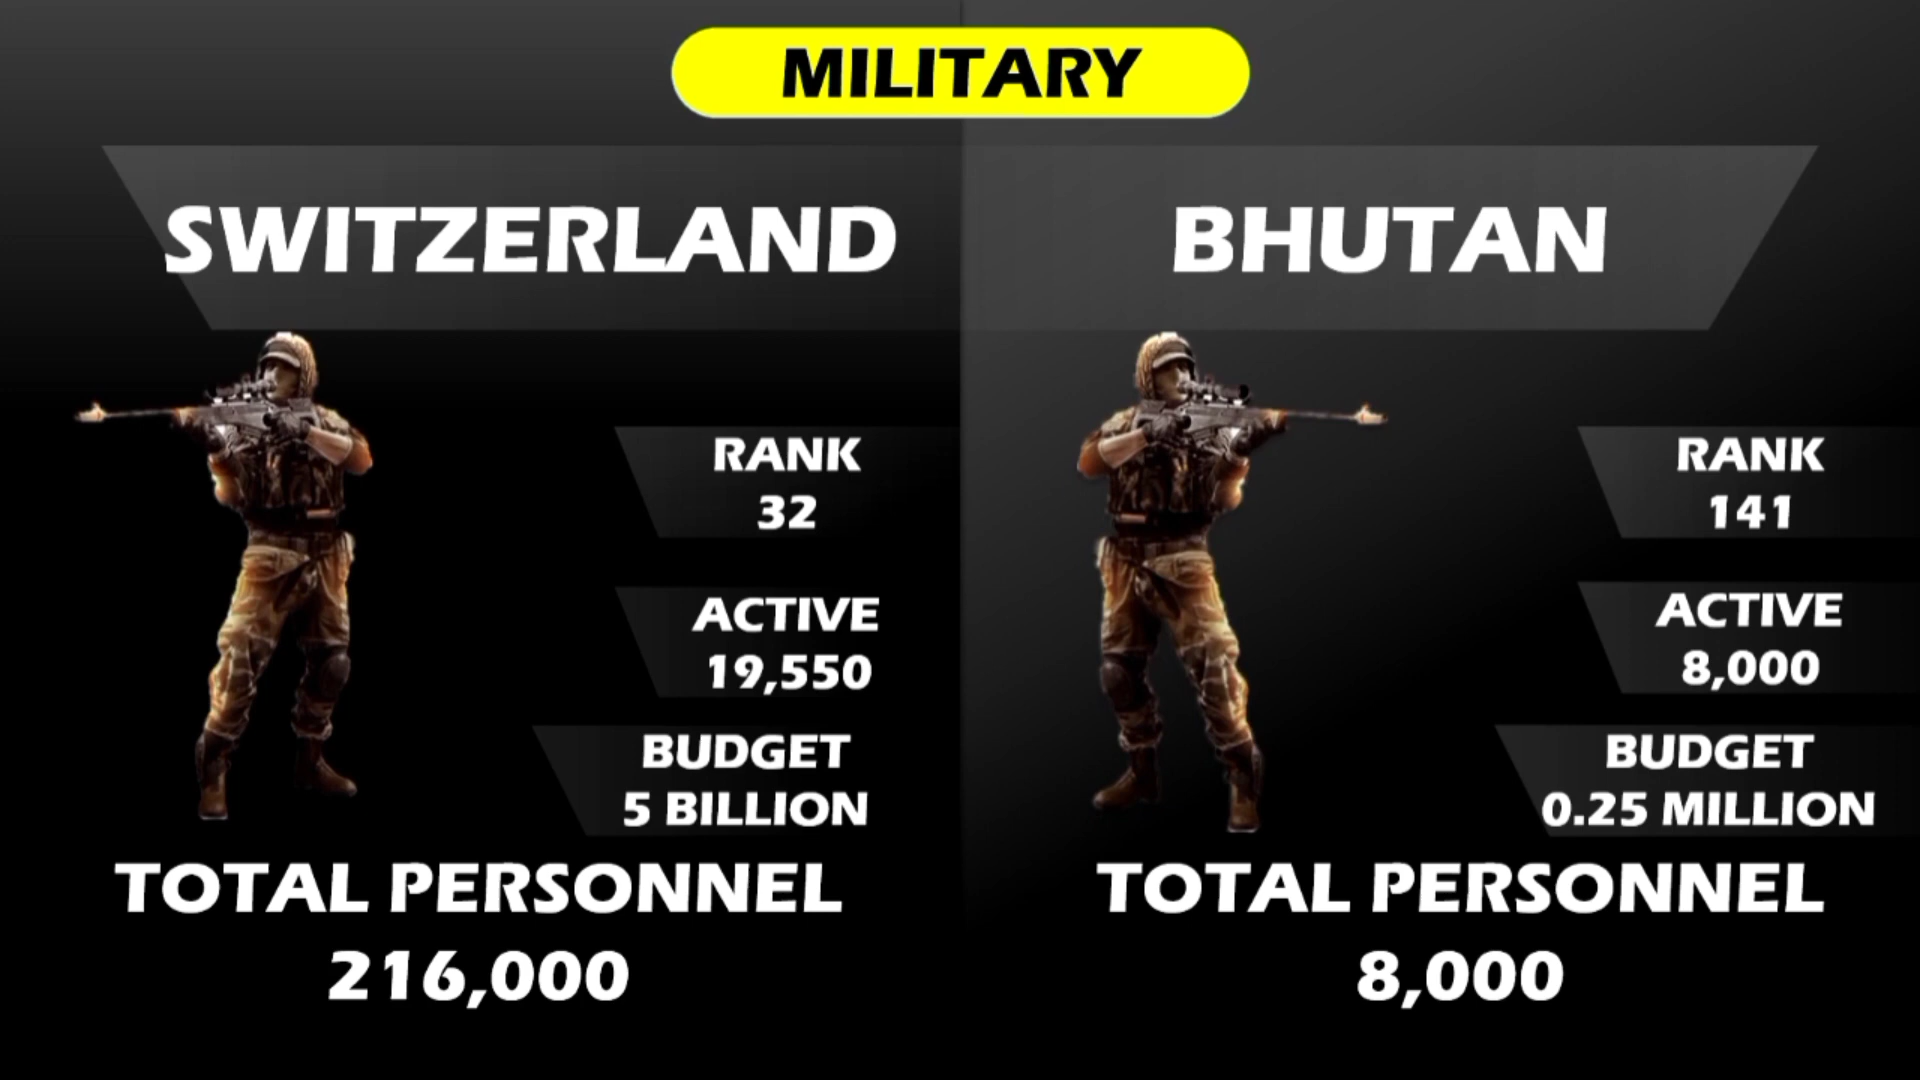 MILITARY
SWITZERLAND
RANK
32
ACTIVE
19,550
BUDGET
5 BILLION
TOTAL PERSONNEL
216,000
BHUTAN
RANK
141
ACTIVE
8,000
BUDGET
0.25 MILLION
TOTAL PERSONNEL
8,000